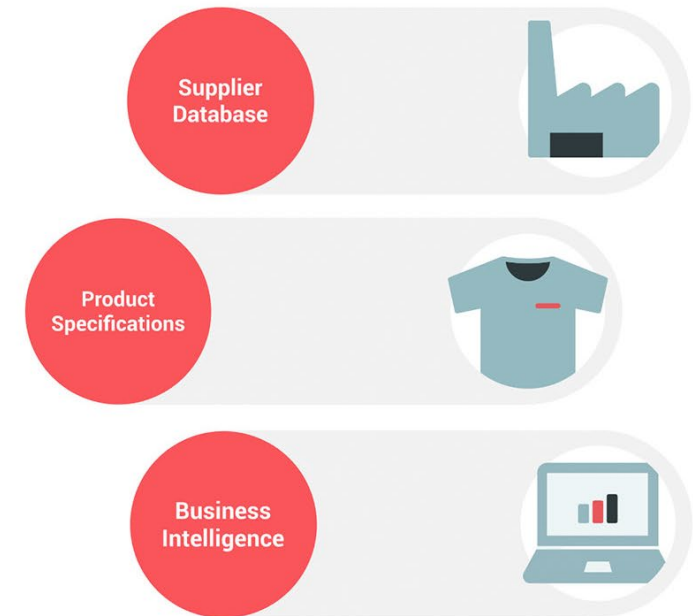 Supplier
Database
Product
Specifications
Business
Intelligence